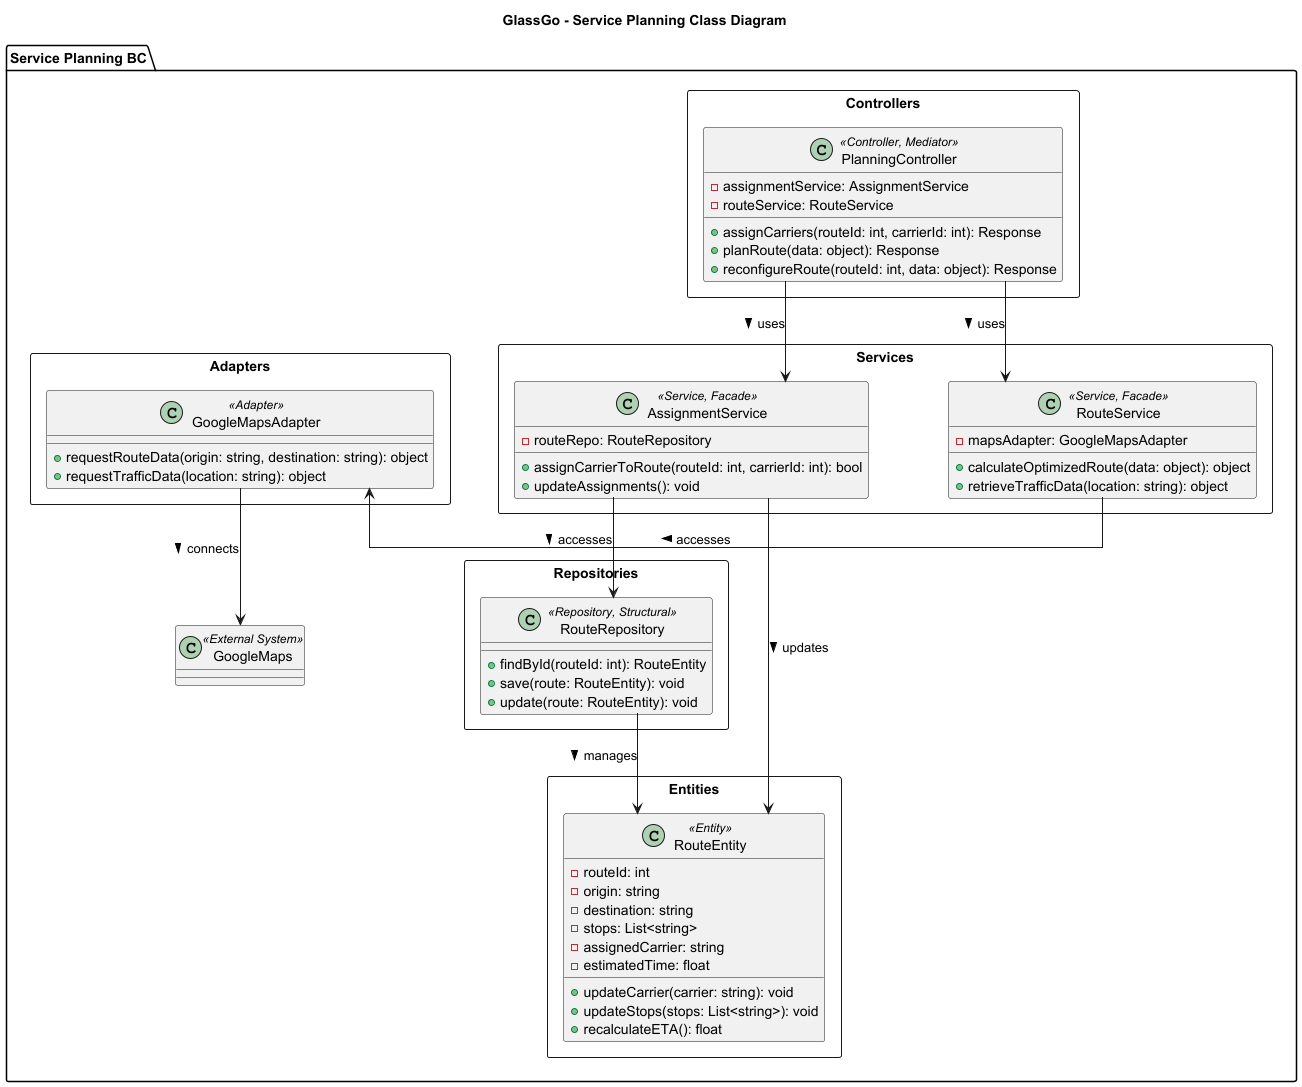 GlassGo - Service Planning Class Diagram
Service Planning BC
Controllers
«Controller, Mediator»
C
PlanningController
assignmentService: AssignmentService
routeService: RouteService
assignCarriers(routeId: int, carrierId: int): Response
planRoute(data: object): Response
reconfigureRoute(routeId: int, data: object): Response
uses
uses
Adapters
«Adapter»
C
GoogleMapsAdapter
requestRouteData(origin: string, destination: string): object
requestTrafficData(location: string): object
Services
«Service, Facade»
C
AssignmentService
routeRepo: RouteRepository
assignCarrierToRoute(routeId: int, carrierId: int): bool
updateAssignments(): void
«Service, Facade»
C
RouteService
mapsAdapter: GoogleMapsAdapter
calculateOptimizedRoute(data: object): object
retrieveTrafficData(location: string): object
connects
accesses
accesses
Repositories
«Repository, Structural»
C
RouteRepository
findById(routeId: int): RouteEntity
save(route: RouteEntity): void
update(route: RouteEntity): void
«External System»
C
GoogleMaps
updates
manages
Entities
«Entity»
C
RouteEntity
routeId: int
origin: string
destination: string
stops: List<string>
assignedCarrier: string
estimatedTime: float
updateCarrier(carrier: string): void
updateStops(stops: List<string>): void
recalculateETA(): float